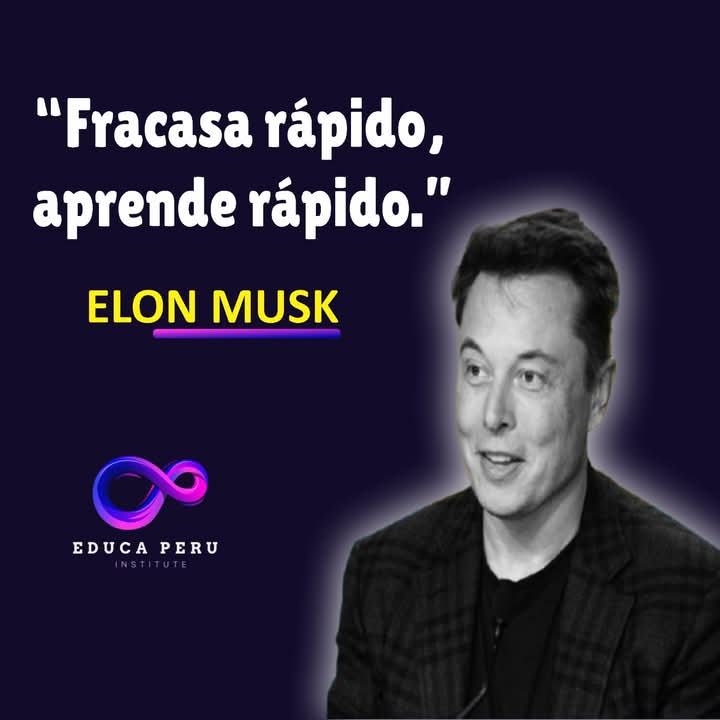 “Fracasa rápido,
aprende rápido.”
ELON MUSK
EDUCA PERU
INSTITUTE